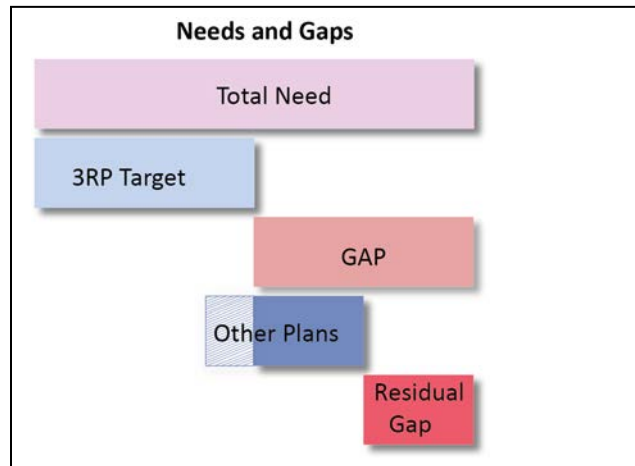 Needs and Gaps
Total Need
3RP Target
GAP
Other Plans
Residual
Gap